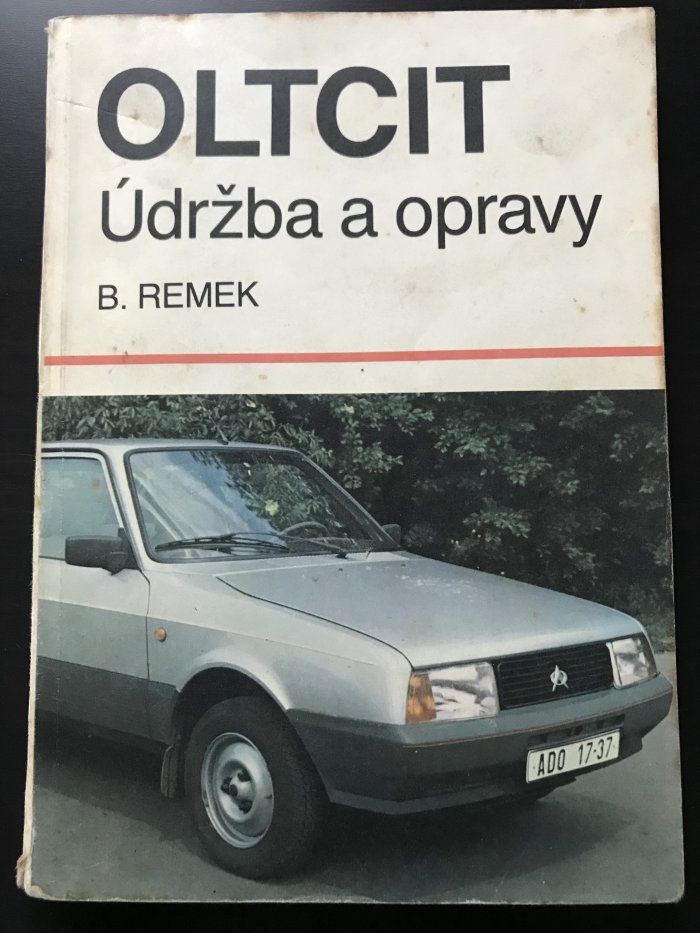 OLTCIT
Údržba a opravy
B. REMEK
ADO 17-37